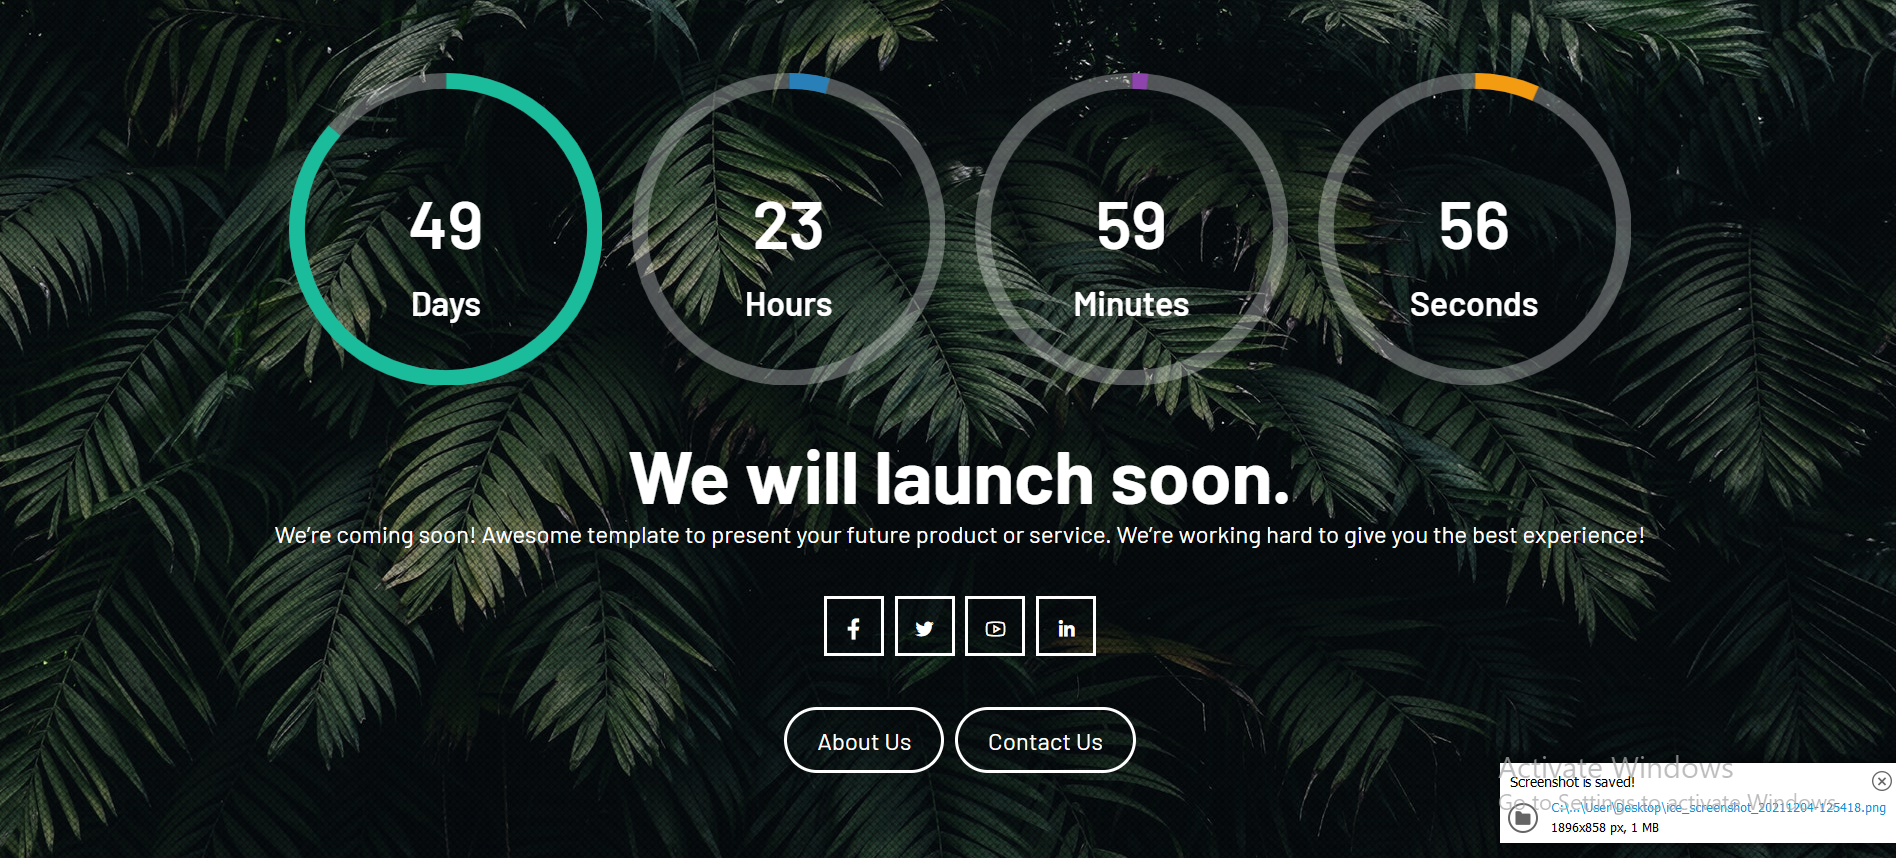 49
Days
23
Hours
59
Minutes
56
Seconds
We will launch soon.
We're coming soon! Awesome template to present your future product or service. We're working hard to give you the best experience!
About Us
Contact Us
Activate Windows
Screenshot is saved!
Go to Settings to activate Windows.
C:\...\User\Desktop\ice_screenshot_20211204-125418.png
1896x858 px, 1 MB